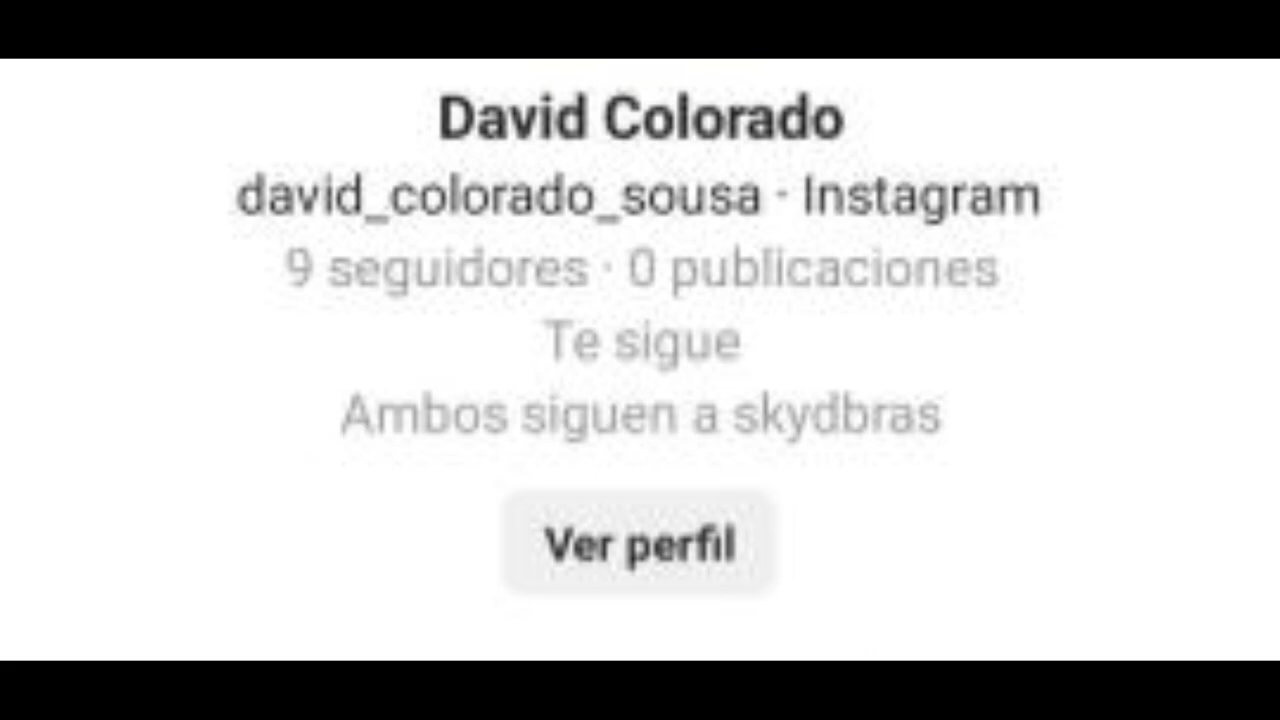 David Colorado
david_colorado_sousa · Instagram
9 seguidores · 0 publicaciones
Te sigue
Ambos siguen a skydbras
Ver perfil